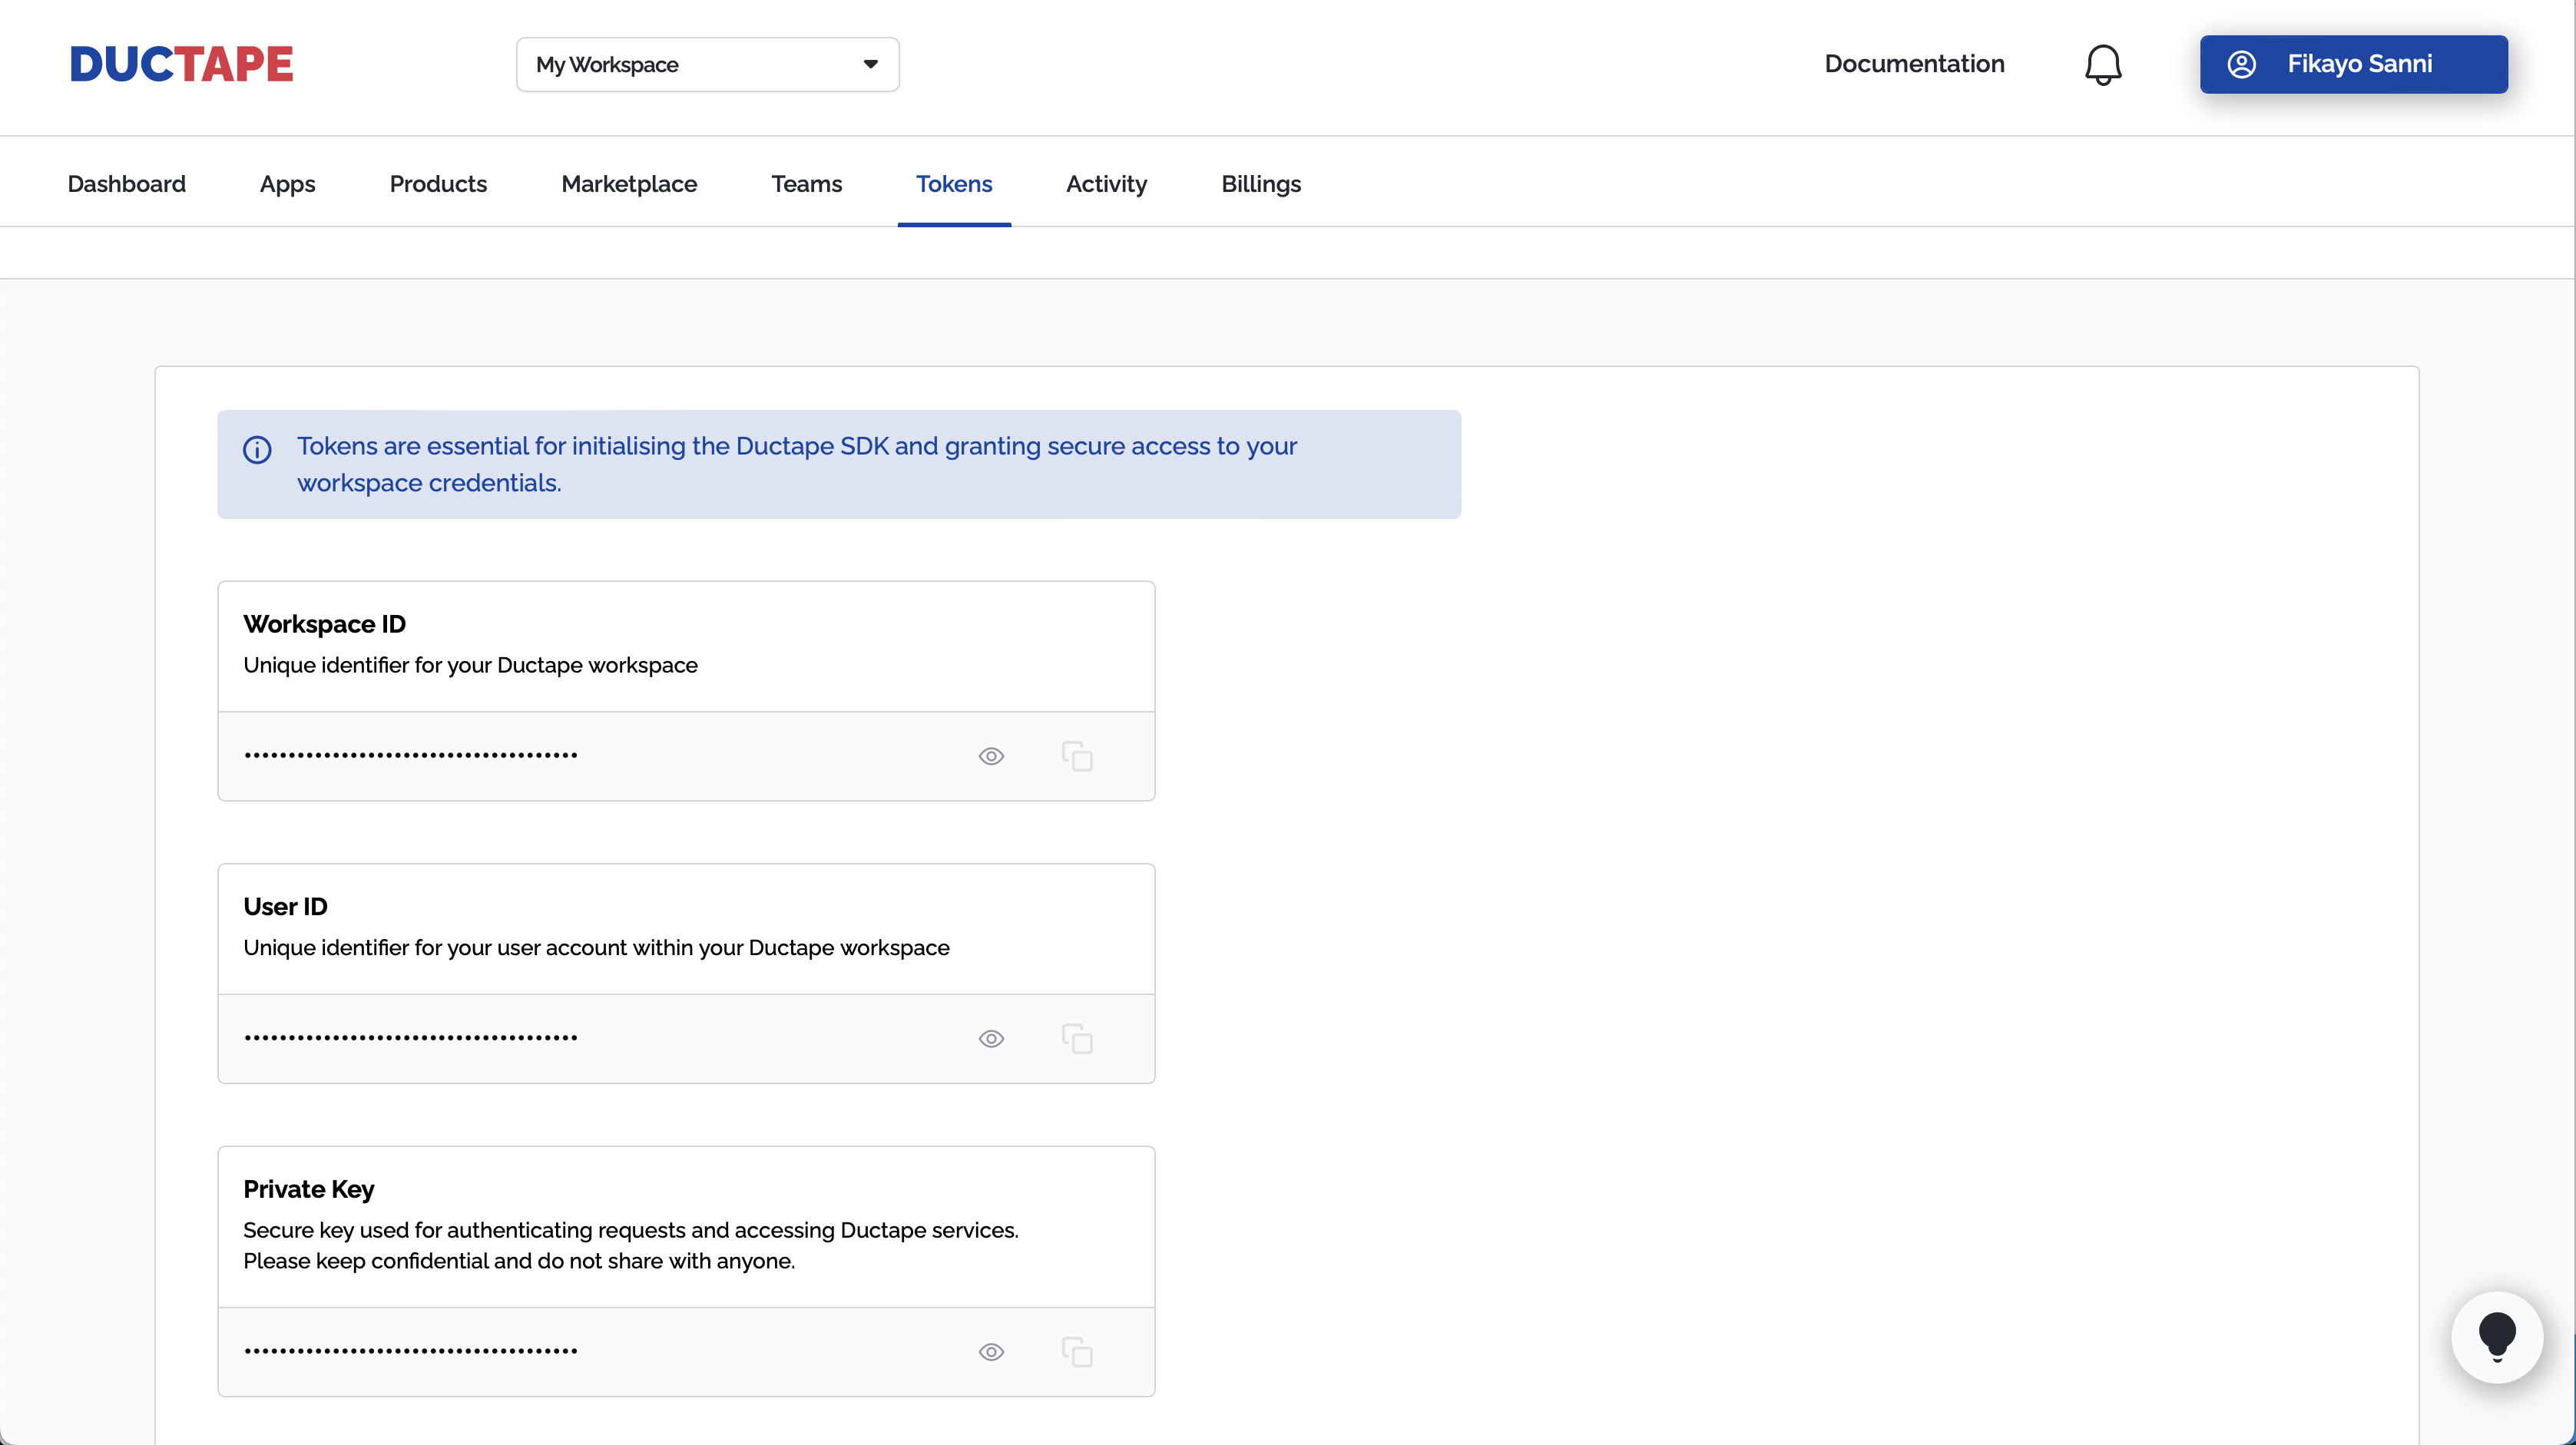 DUCTAPE
My Workspace
Documentation
Fikayo Sanni
Dashboard
Apps
Products
Marketplace
Teams
Tokens
Activity
Billings
Tokens are essential for initialising the Ductape SDK and granting secure access to your
workspace credentials.
Workspace ID
Unique identifier for your Ductape workspace
••••••••••••••••••••••••••••••••••••••
User ID
Unique identifier for your user account within your Ductape workspace
••••••••••••••••••••••••••••••••••••••
Private Key
Secure key used for authenticating requests and accessing Ductape services.
Please keep confidential and do not share with anyone.
••••••••••••••••••••••••••••••••••••••